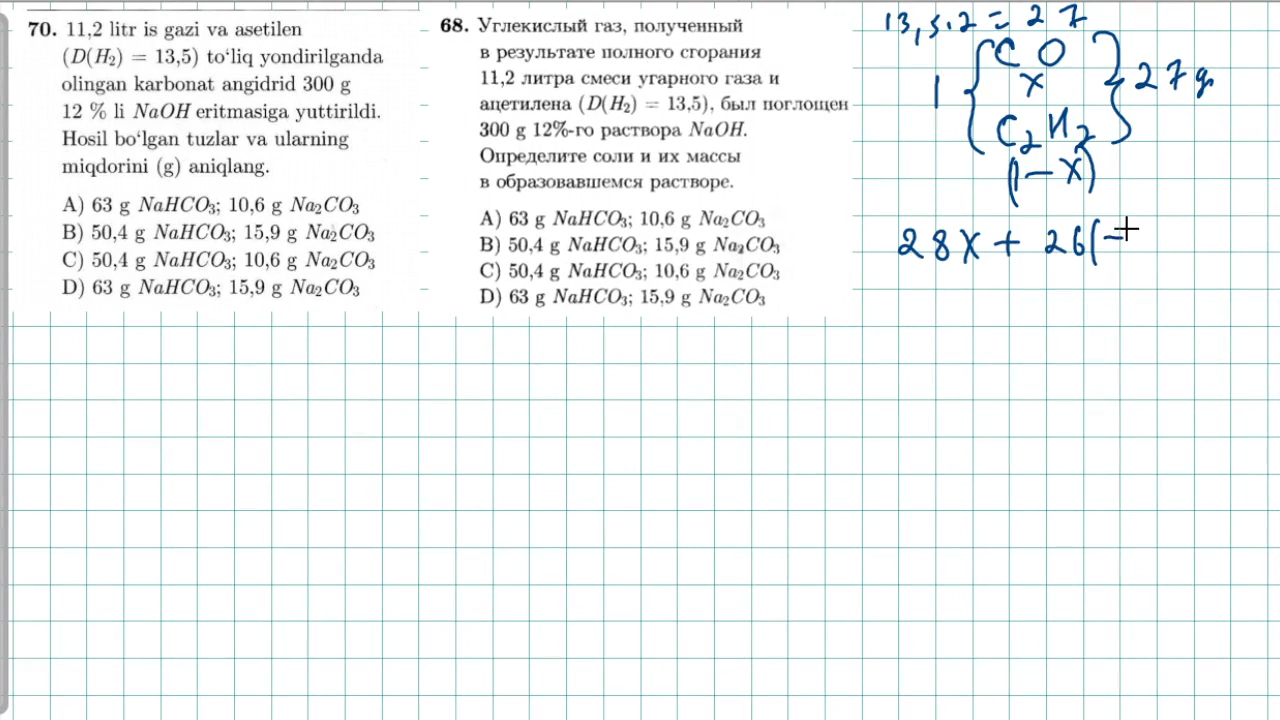 70. 11,2 litr is gazi va asetilen
(D(H₂) = 13,5) to‘liq yondirilganda
olingan karbonat angidrid 300 g
12 % li NaOH eritmasiga yuttirildi.
Hosil bo‘lgan tuzlar va ularning
miqdorini (g) aniqlang.
A) 63 g NaHCO₃; 10,6 g Na₂CO₃
B) 50,4 g NaHCO₃; 15,9 g Na₂CO₃
C) 50,4 g NaHCO₃; 10,6 g Na₂CO₃
D) 63 g NaHCO₃; 15,9 g Na₂CO₃
68. Углекислый газ, полученный
в результате полного сгорания
11,2 литра смеси угарного газа и
ацетилена (D(H₂) = 13,5), был поглощен
300 g 12%-го раствора NaOH.
Определите соли и их массы
в образовавшемся растворе.
A) 63 g NaHCO₃; 10,6 g Na₂CO₃
B) 50,4 g NaHCO₃; 15,9 g Na₂CO₃
C) 50,4 g NaHCO₃; 10,6 g Na₂CO₃
D) 63 g NaHCO₃; 15,9 g Na₂CO₃
13,5.2 = 27
CO
1 { x } 27 g
C₂H₂
(1-x)
28x + 26(-